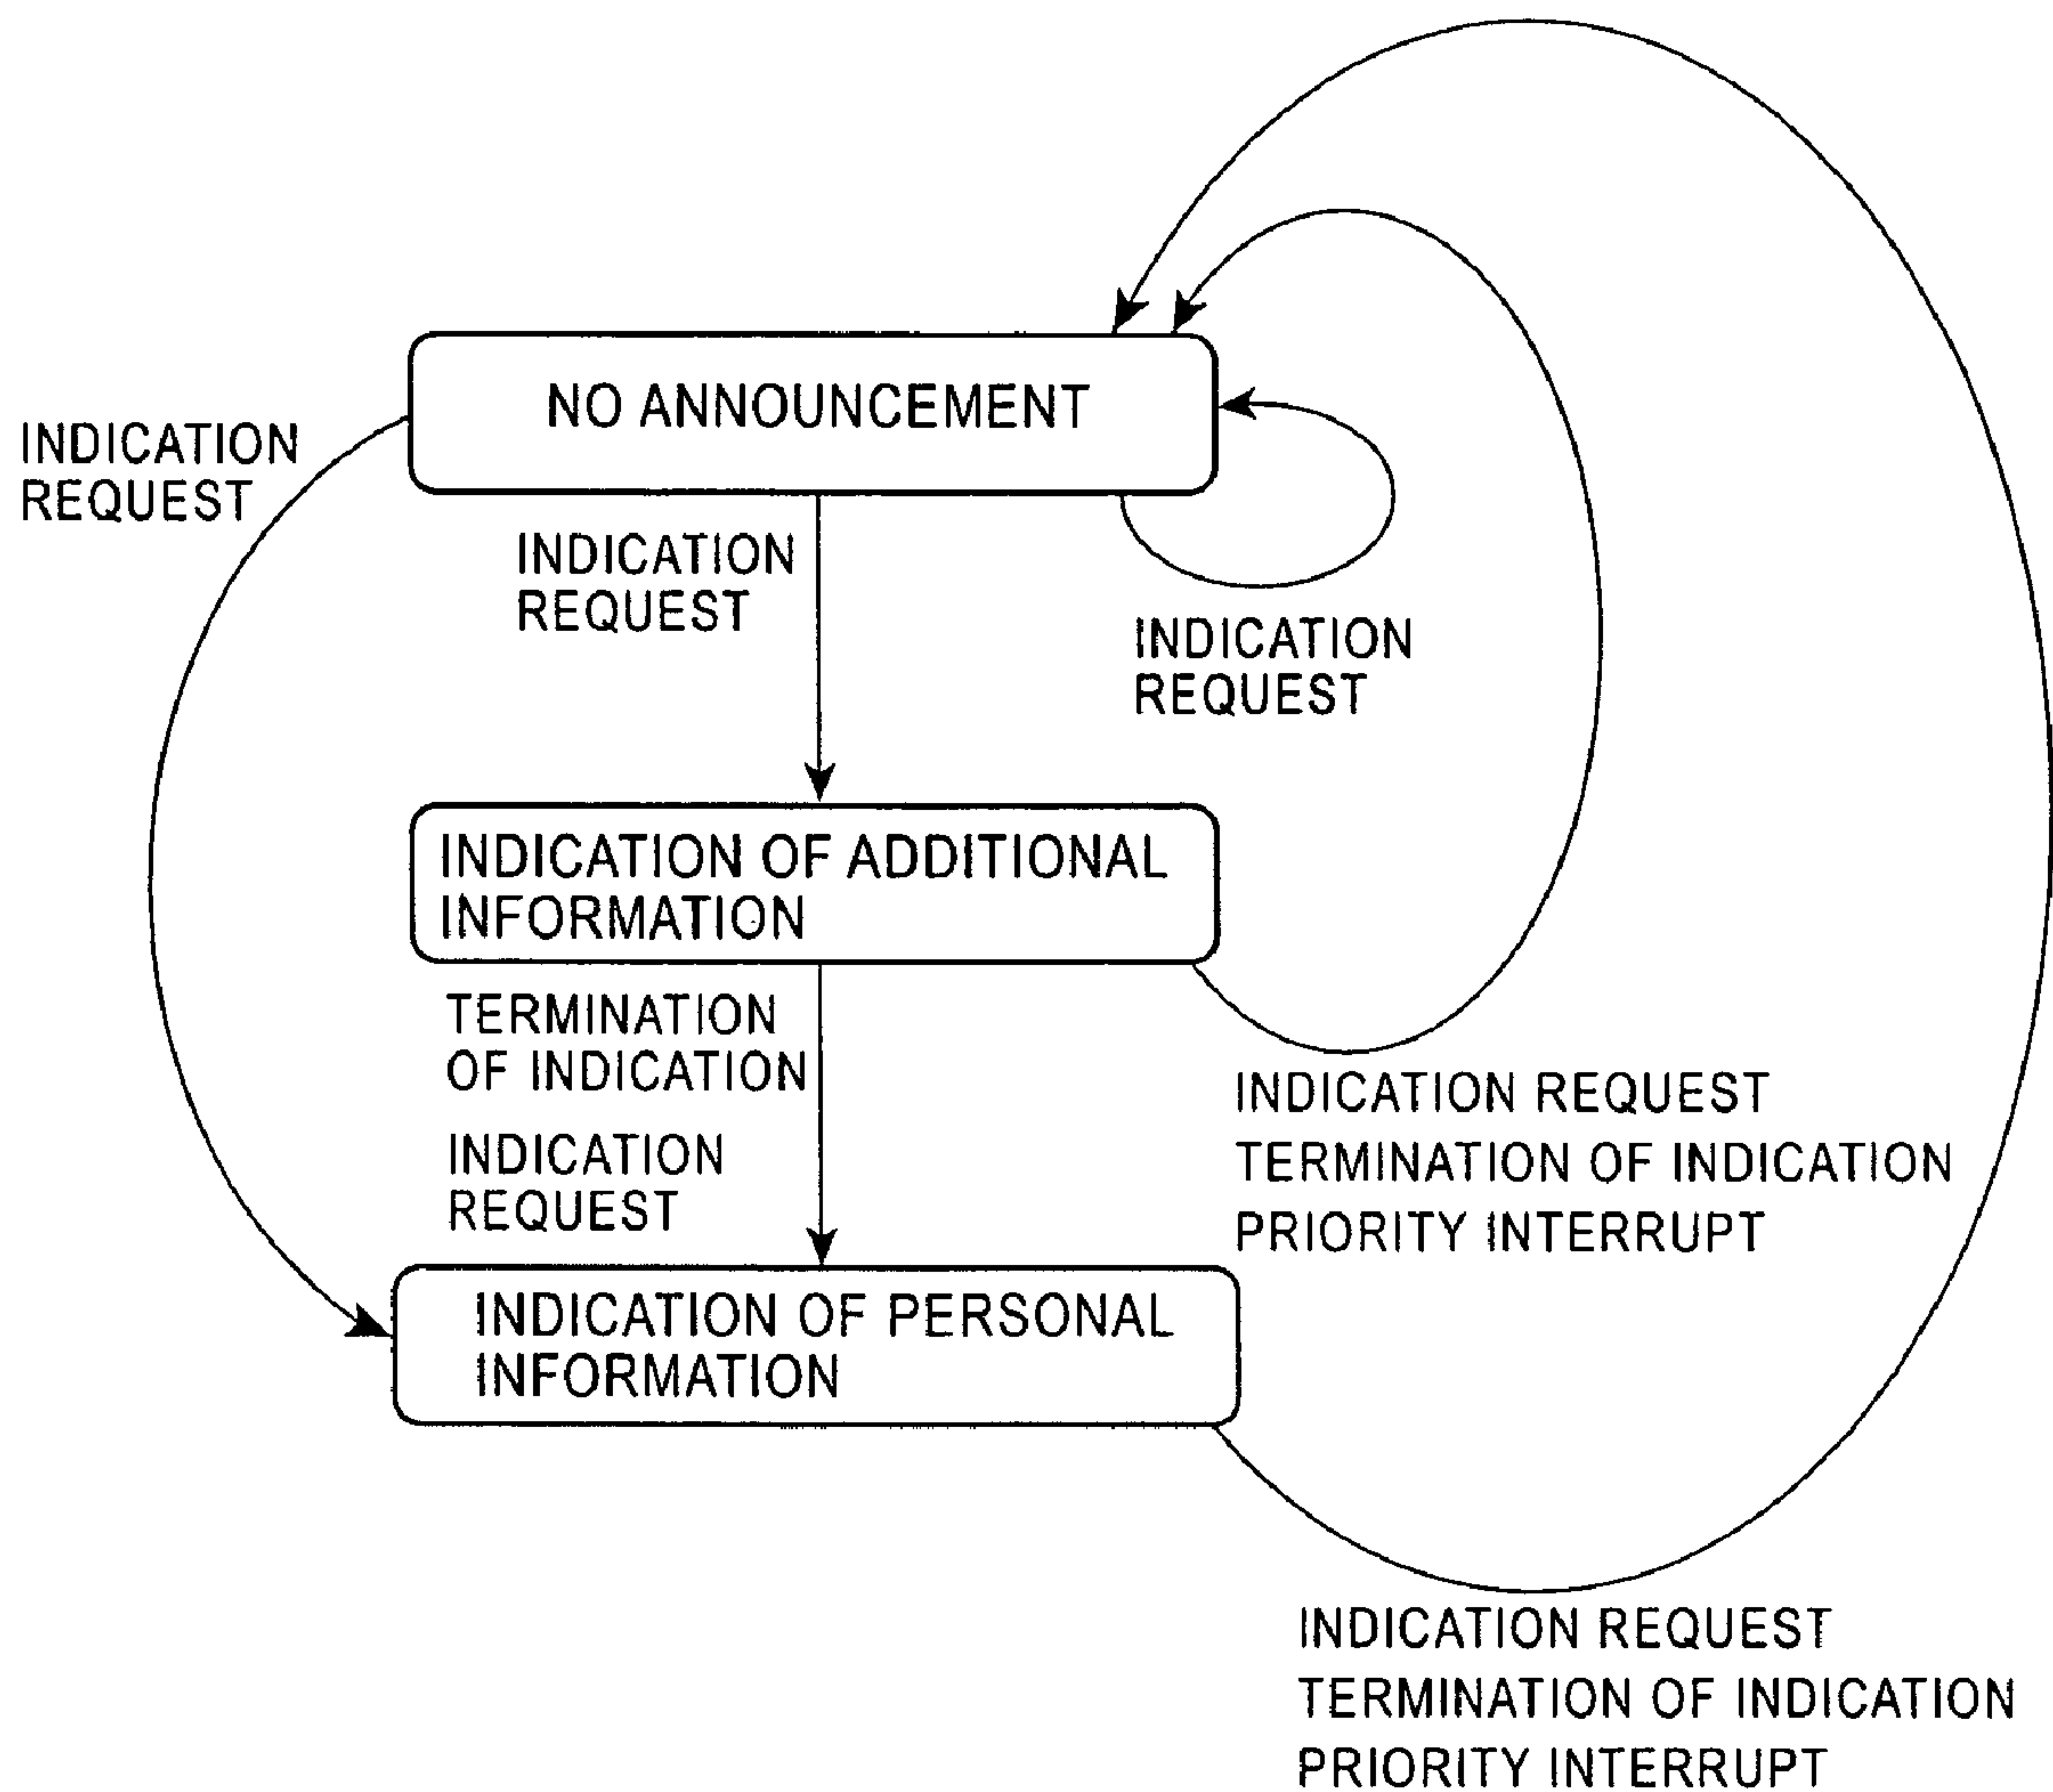 NO ANNOUNCEMENT
INDICATION
REQUEST
INDICATION
REQUEST
INDICATION
REQUEST
INDICATION OF ADDITIONAL
INFORMATION
TERMINATION
OF INDICATION
INDICATION
REQUEST
INDICATION REQUEST
TERMINATION OF INDICATION
PRIORITY INTERRUPT
INDICATION OF PERSONAL
INFORMATION
INDICATION REQUEST
TERMINATION OF INDICATION
PRIORITY INTERRUPT